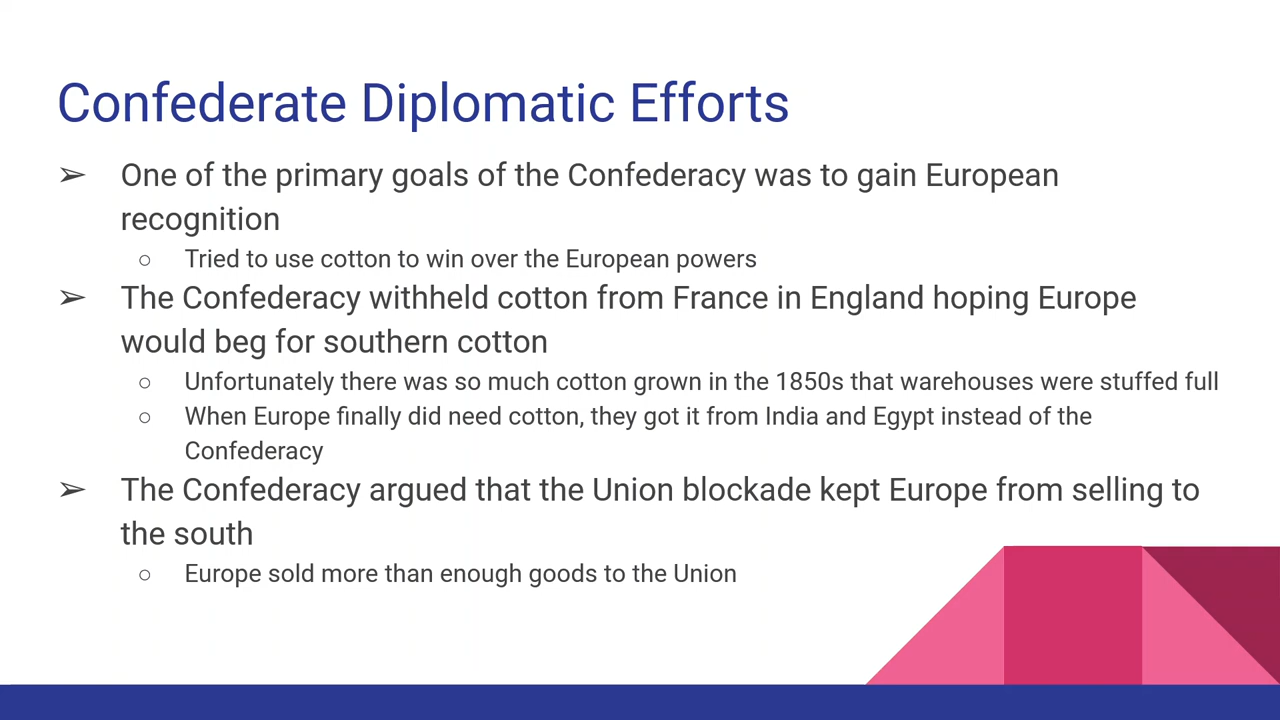 Confederate Diplomatic Efforts
➢ One of the primary goals of the Confederacy was to gain European
recognition
○ Tried to use cotton to win over the European powers
➢ The Confederacy withheld cotton from France in England hoping Europe
would beg for southern cotton
○ Unfortunately there was so much cotton grown in the 1850s that warehouses were stuffed full
○ When Europe finally did need cotton, they got it from India and Egypt instead of the
Confederacy
➢ The Confederacy argued that the Union blockade kept Europe from selling to
the south
○ Europe sold more than enough goods to the Union